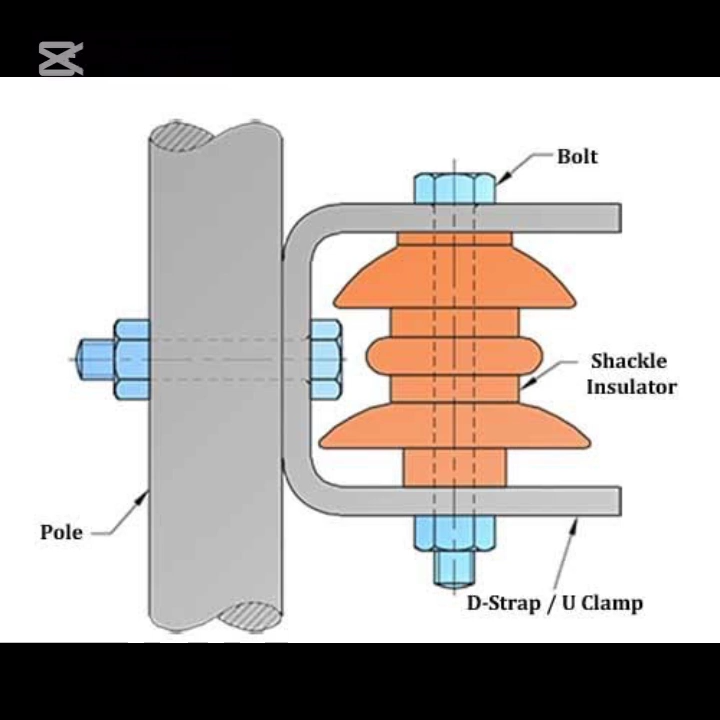 Bolt
Shackle
Insulator
Pole
D-Strap / U Clamp